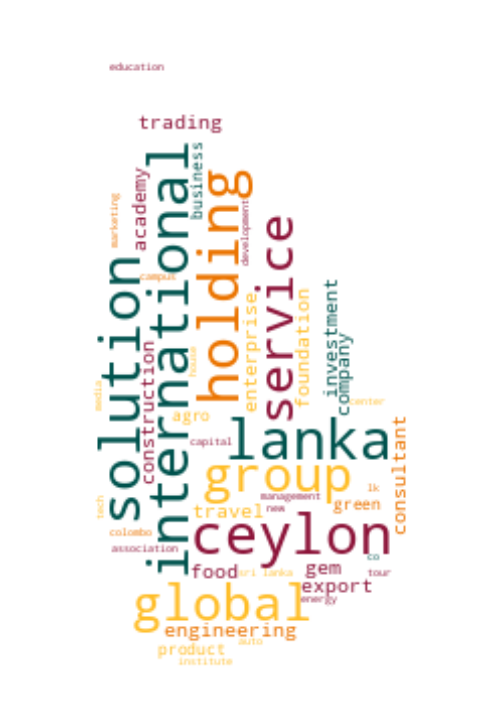 education
trading
international
business
academy
holding
marketing
development
service
solution
campus
investment
enterprise
foundation
company
construction
house
media
center
agro
lanka
consultant
capital
group
lk
management
tech
travel
new
green
ceylon
colombo
association
co
food
sri lanka
gem
tour
export
global
energy
engineering
auto
product
institute